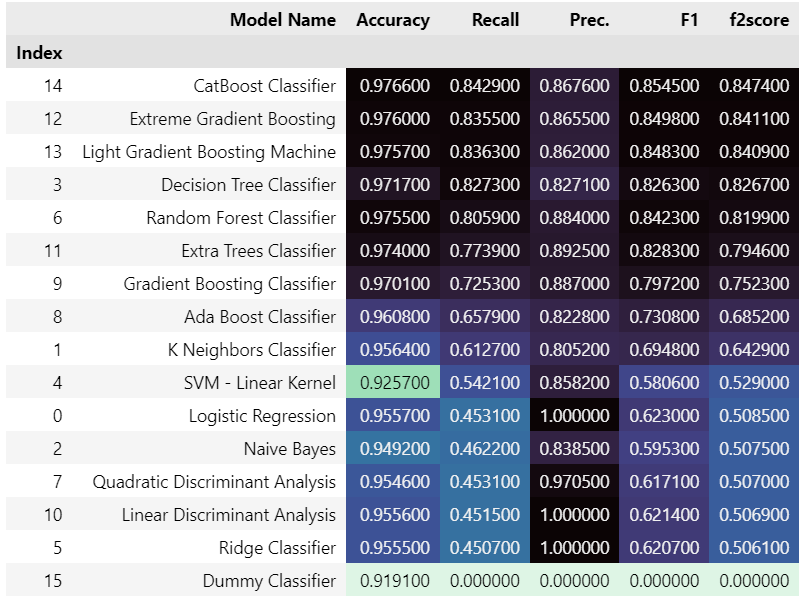 Model Name Accuracy Recall Prec. F1 f2score
Index
14 CatBoost Classifier 0.976600 0.842900 0.867600 0.854500 0.847400
12 Extreme Gradient Boosting 0.976000 0.835500 0.865500 0.849800 0.841100
13 Light Gradient Boosting Machine 0.975700 0.836300 0.862000 0.848300 0.840900
3 Decision Tree Classifier 0.971700 0.827300 0.827100 0.826300 0.826700
6 Random Forest Classifier 0.975500 0.805900 0.884000 0.842300 0.819900
11 Extra Trees Classifier 0.974000 0.773900 0.892500 0.828300 0.794600
9 Gradient Boosting Classifier 0.970100 0.725300 0.887000 0.797200 0.752300
8 Ada Boost Classifier 0.960800 0.657900 0.822800 0.730800 0.685200
1 K Neighbors Classifier 0.956400 0.612700 0.805200 0.694800 0.642900
4 SVM - Linear Kernel 0.925700 0.542100 0.858200 0.580600 0.529000
0 Logistic Regression 0.955700 0.453100 1.000000 0.623000 0.508500
2 Naive Bayes 0.949200 0.462200 0.838500 0.595300 0.507500
7 Quadratic Discriminant Analysis 0.954600 0.453100 0.970500 0.617100 0.507000
10 Linear Discriminant Analysis 0.955600 0.451500 1.000000 0.621400 0.506900
5 Ridge Classifier 0.955500 0.450700 1.000000 0.620700 0.506100
15 Dummy Classifier 0.919100 0.000000 0.000000 0.000000 0.000000